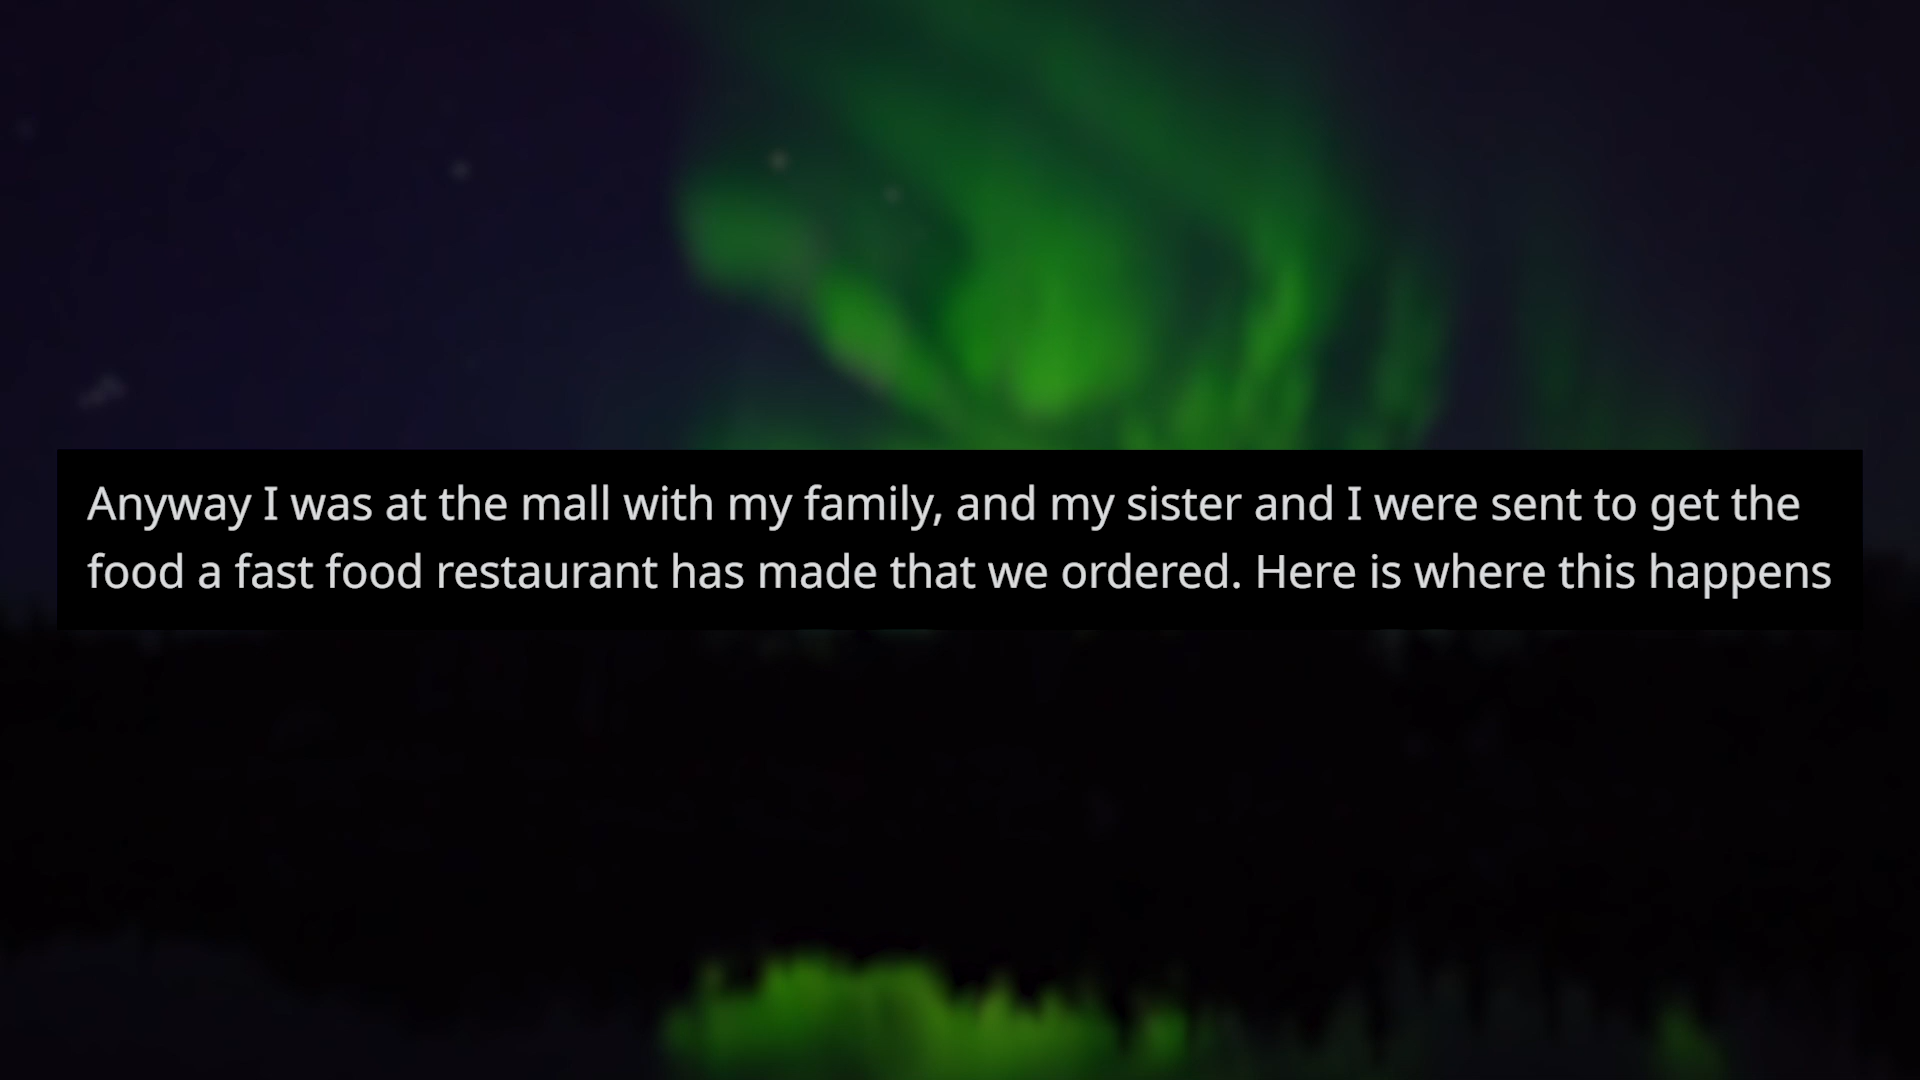 Anyway I was at the mall with my family, and my sister and I were sent to get the
food a fast food restaurant has made that we ordered. Here is where this happens